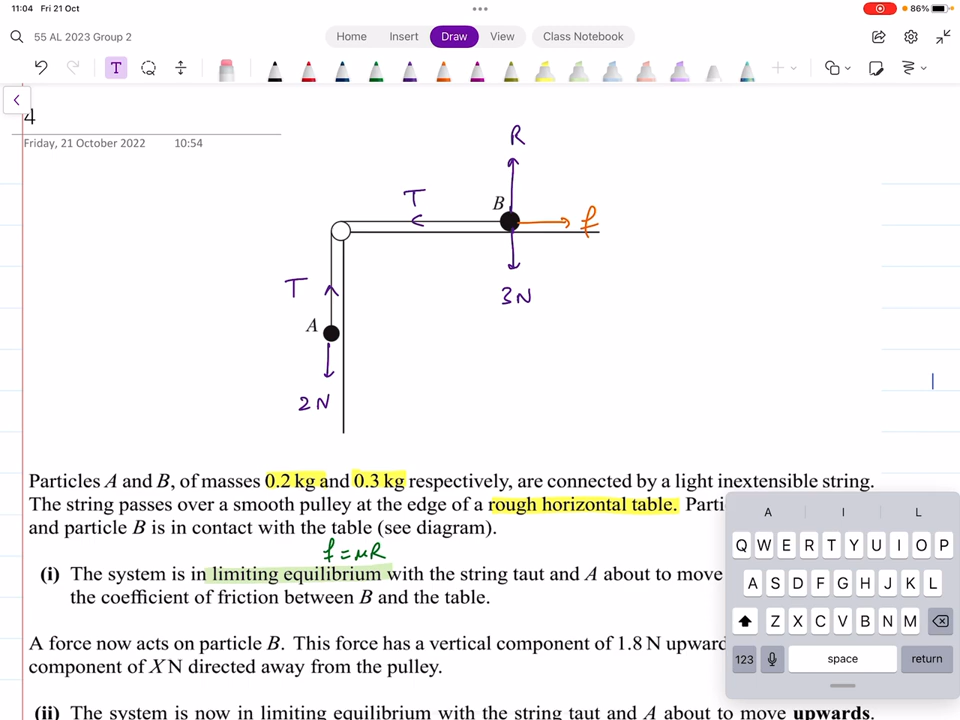 11:04 Fri 21 Oct
86%
55 AL 2023 Group 2
Home Insert Draw View Class Notebook
T
4
Friday, 21 October 2022 10:54
R
T
B
f
T
3N
A
2N
Particles A and B, of masses 0.2 kg and 0.3 kg respectively, are connected by a light inextensible string.
The string passes over a smooth pulley at the edge of a rough horizontal table. Parti
and particle B is in contact with the table (see diagram).
f = μR
(i) The system is in limiting equilibrium with the string taut and A about to move
the coefficient of friction between B and the table.
A force now acts on particle B. This force has a vertical component of 1.8 N upward
component of X N directed away from the pulley.
(ii) The system is now in limiting equilibrium with the string taut and A about to move upwards.
A I L
Q W E R T Y U I O P
A S D F G H J K L
Z X C V B N M
123 space return